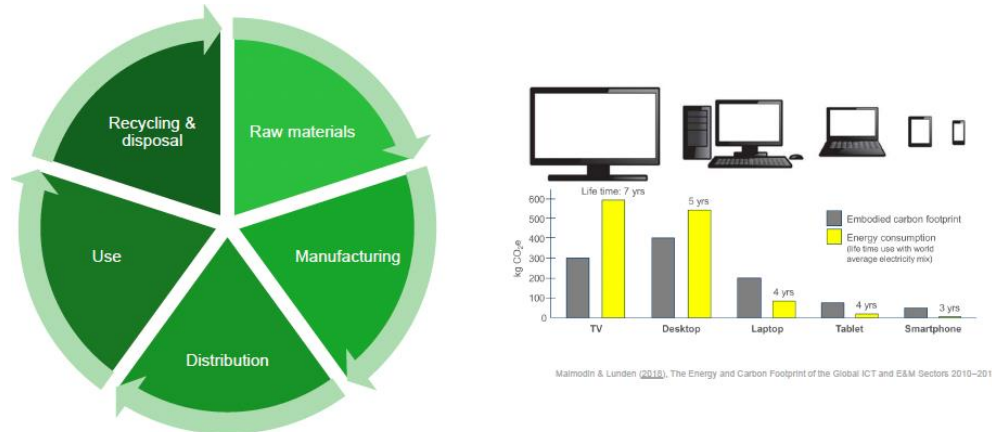 Recycling &
disposal
Raw materials
Use
Manufacturing
Distribution
Life time: 7 yrs
5 yrs
4 yrs
4 yrs
3 yrs
Embodied carbon footprint
Energy consumption
(life time use with world
average electricity mix)
kg CO₂e
600
500
400
300
200
100
0
TV Desktop Laptop Tablet Smartphone
Malmodin & Lunden (2018), The Energy and Carbon Footprint of the Global ICT and E&M Sectors 2010–201